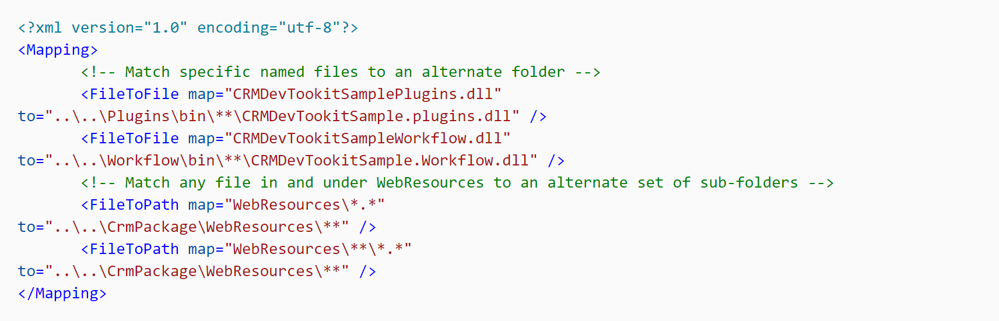 <?xml version="1.0" encoding="utf-8"?>
<Mapping>
<!-- Match specific named files to an alternate folder -->
<FileToFile map="CRMDevTookitSamplePlugins.dll"
to="..\..\Plugins\bin\**\CRMDevTookitSample.plugins.dll" />
<FileToFile map="CRMDevTookitSampleWorkflow.dll"
to="..\..\Workflow\bin\**\CRMDevTookitSample.Workflow.dll" />
<!-- Match any file in and under WebResources to an alternate set of sub-folders -->
<FileToPath map="WebResources\*.*"
to="..\..\CrmPackage\WebResources\**" />
<FileToPath map="WebResources\**\*.*"
to="..\..\CrmPackage\WebResources\**" />
</Mapping>